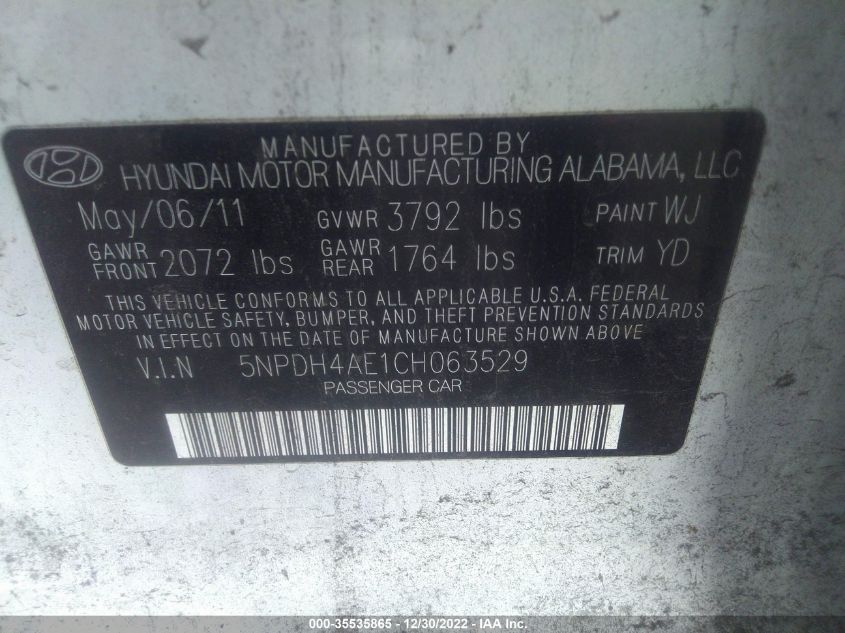 MANUFACTURED BY
HYUNDAI MOTOR MANUFACTURING ALABAMA, LLC
May/06/11 GVWR 3792 lbs PAINT WJ
GAWR FRONT 2072 lbs GAWR REAR 1764 lbs TRIM YD
THIS VEHICLE CONFORMS TO ALL APPLICABLE U.S.A. FEDERAL
MOTOR VEHICLE SAFETY, BUMPER, AND THEFT PREVENTION STANDARDS
IN EFFECT ON THE DATE OF MANUFACTURE SHOWN ABOVE
V.I.N 5NPDH4AE1CH063529
PASSENGER CAR
000-35535865 - 12/30/2022 - IAA Inc.